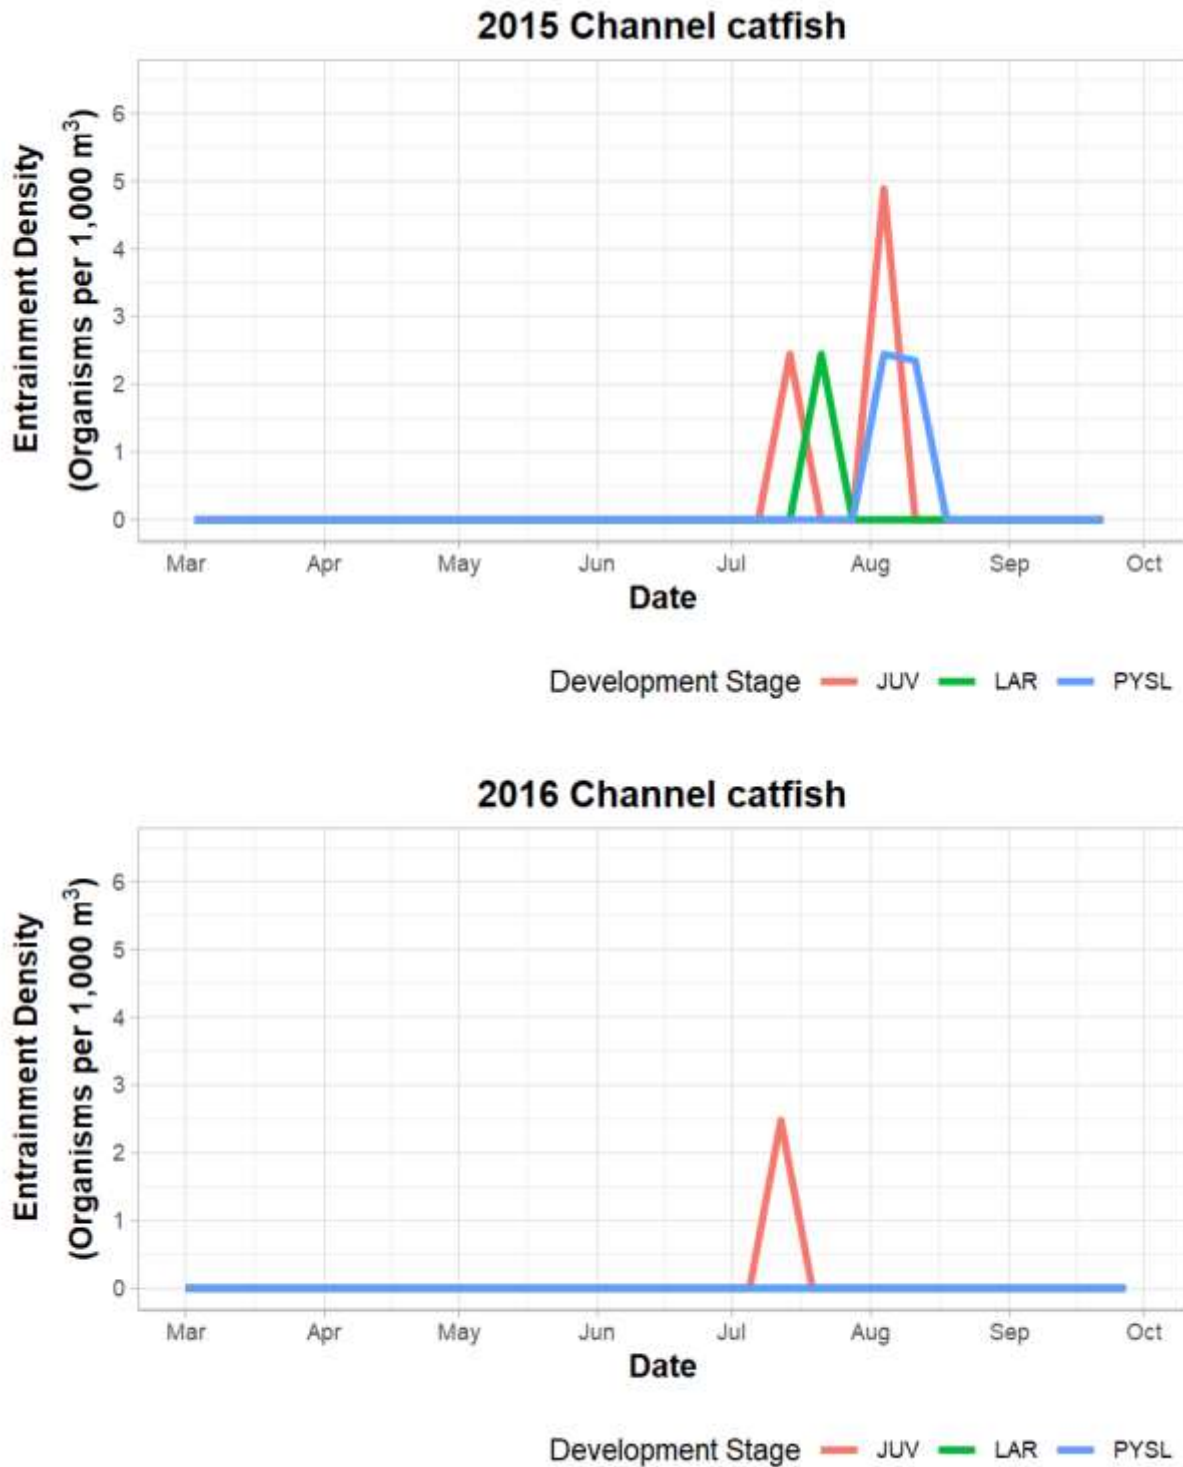 2015 Channel catfish
Entrainment Density
(Organisms per 1,000 m³)
6
5
4
3
2
1
0
Mar Apr May Jun Jul Aug Sep Oct
Date
Development Stage JUV LAR PYSL
2016 Channel catfish
Entrainment Density
(Organisms per 1,000 m³)
6
5
4
3
2
1
0
Mar Apr May Jun Jul Aug Sep Oct
Date
Development Stage JUV LAR PYSL